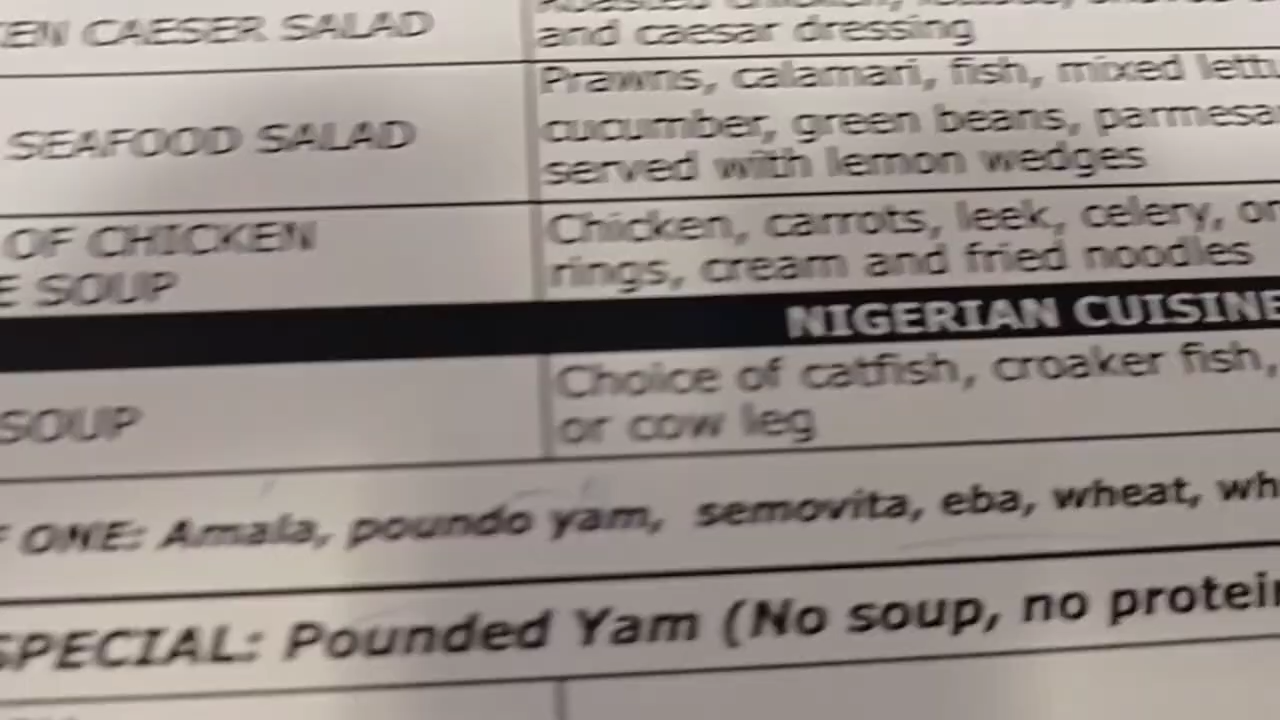 CAESER SALAD
and caesar dressing
SEAFOOD SALAD
Prawns, calamari, fish, mixed
cucumber, green beans,
served with lemon wedges
OF CHICKEN
SOUP
Chicken, carrots, leek, celery,
rings, cream and fried noodles
NIGERIAN CUISINE
SOUP
Choice of catfish, croaker fish,
or cow leg
ONE: Amala, poundo yam, semovita, eba, wheat,
SPECIAL: Pounded Yam (No soup, no protein